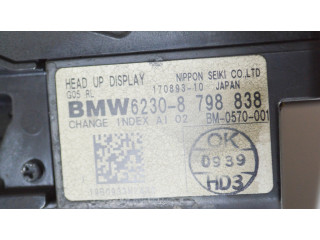 HEAD UP DISPLAY NIPPON SEIKI CO.LTD
G05 RL 170893-10 JAPAN
BMW 6230-8 798 838
CHANGE INDEX AI 02 BM-0570-001
OK
0939
HD3